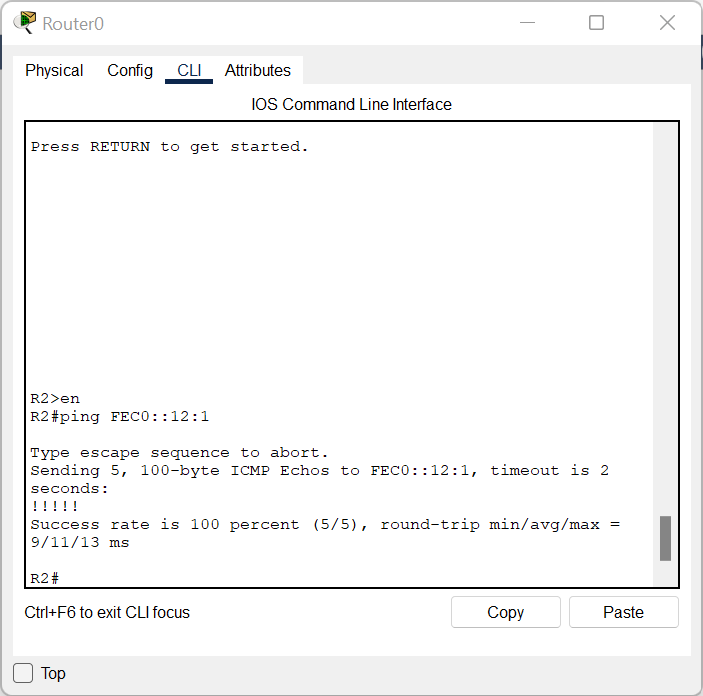 Router0
Physical Config CLI Attributes
IOS Command Line Interface
Press RETURN to get started.
R2>en
R2#ping FEC0::12:1
Type escape sequence to abort.
Sending 5, 100-byte ICMP Echos to FEC0::12:1, timeout is 2
seconds:
!!!!!
Success rate is 100 percent (5/5), round-trip min/avg/max =
9/11/13 ms
R2#
Ctrl+F6 to exit CLI focus
Copy Paste
Top